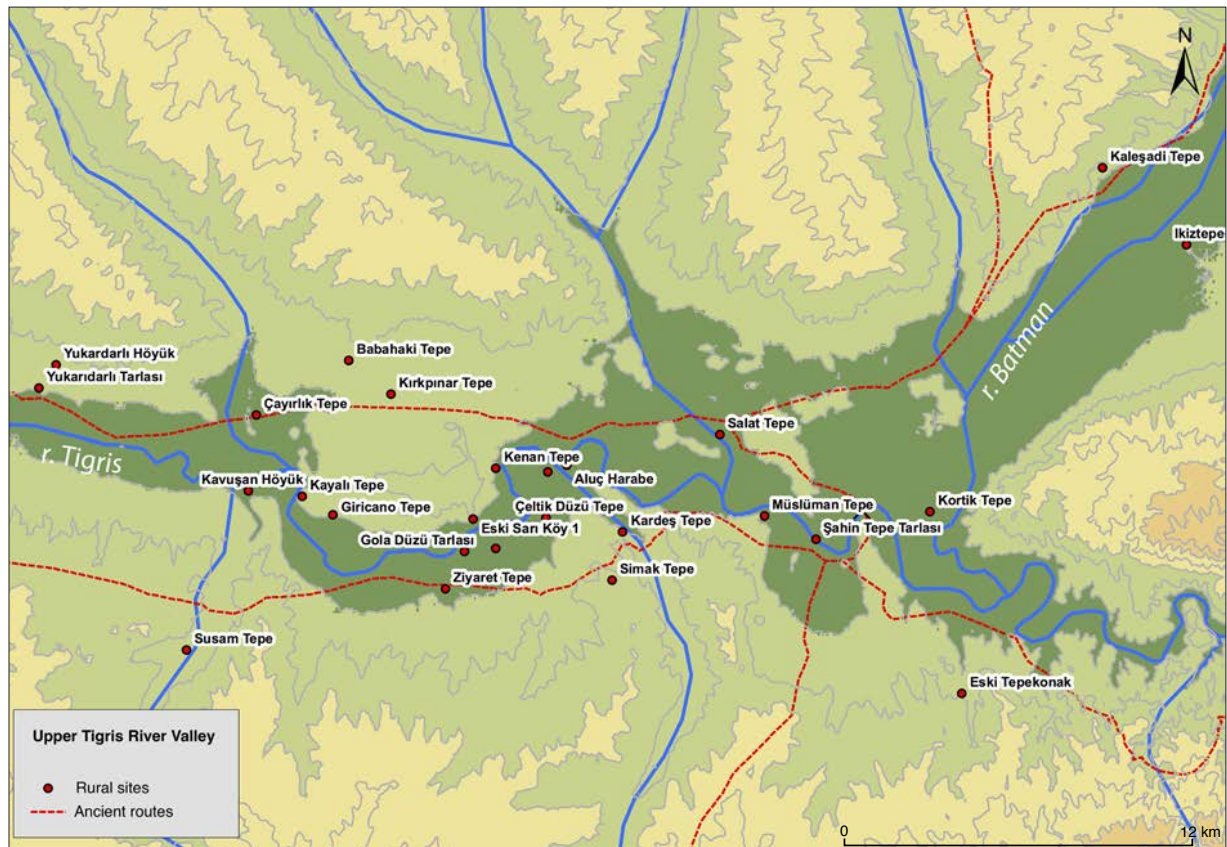 N
Kaleşadi Tepe
Ikiztepe
r. Batman
Yukardarlı Höyük
Yukarıdarlı Tarlası
Babahaki Tepe
Kırkpınar Tepe
Çayırlık Tepe
Salat Tepe
r. Tigris
Kenan Tepe
Aluç Harabe
Kavuşan Höyük
Kayalı Tepe
Giricano Tepe
Çeltik Düzü Tepe
Müslüman Tepe
Kortik Tepe
Eski Sarı Köy 1
Kardeş Tepe
Şahin Tepe Tarlası
Gola Düzü Tarlası
Ziyaret Tepe
Simak Tepe
Susam Tepe
Eski Tepekonak
Upper Tigris River Valley
Rural sites
Ancient routes
0 12 km